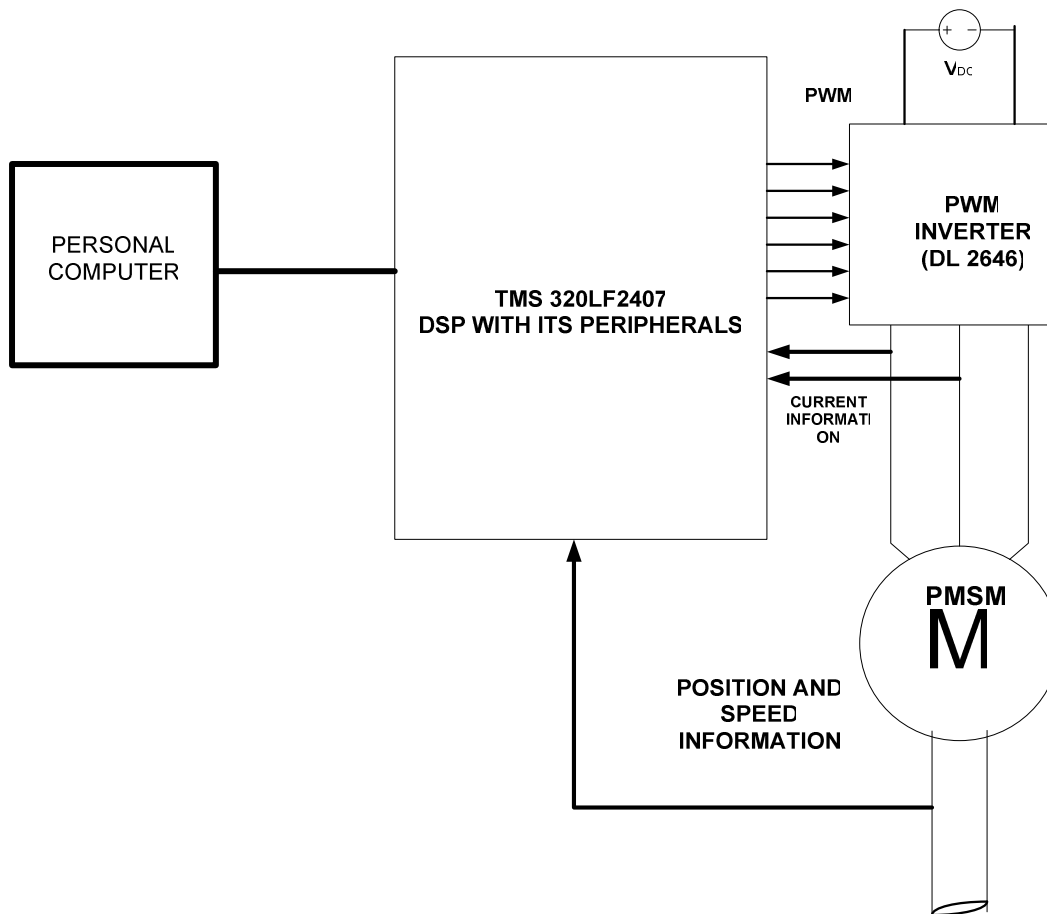 + −
VDC
PWM
PERSONAL
COMPUTER
TMS 320LF2407
DSP WITH ITS PERIPHERALS
PWM
INVERTER
(DL 2646)
CURRENT
INFORMATI
ON
PMSM
M
POSITION AND
SPEED
INFORMATION